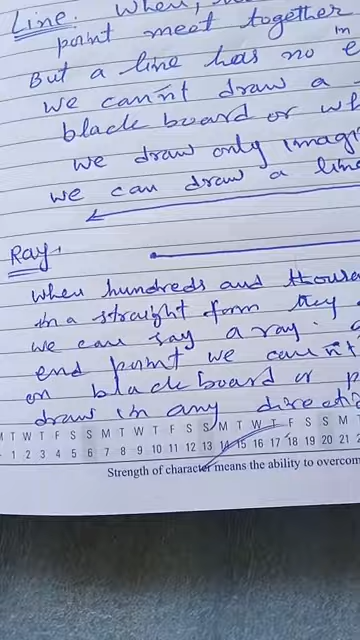 Line: When,
point meet together
But a line has no
in
we cann't draw a
black board or
we draw only imagi
we can draw a line
Ray
When hundreds and thousa
in a straight form they
we can say a ray.
end point we can't
on black board or p
draw in any directi
M T W T F S S M T W T F S S M T W T F S S M T W T F S S M T
1 2 3 4 5 6 7 8 9 10 11 12 13 14 15 16 17 18 19 20 21
Strength of character means the ability to overcom